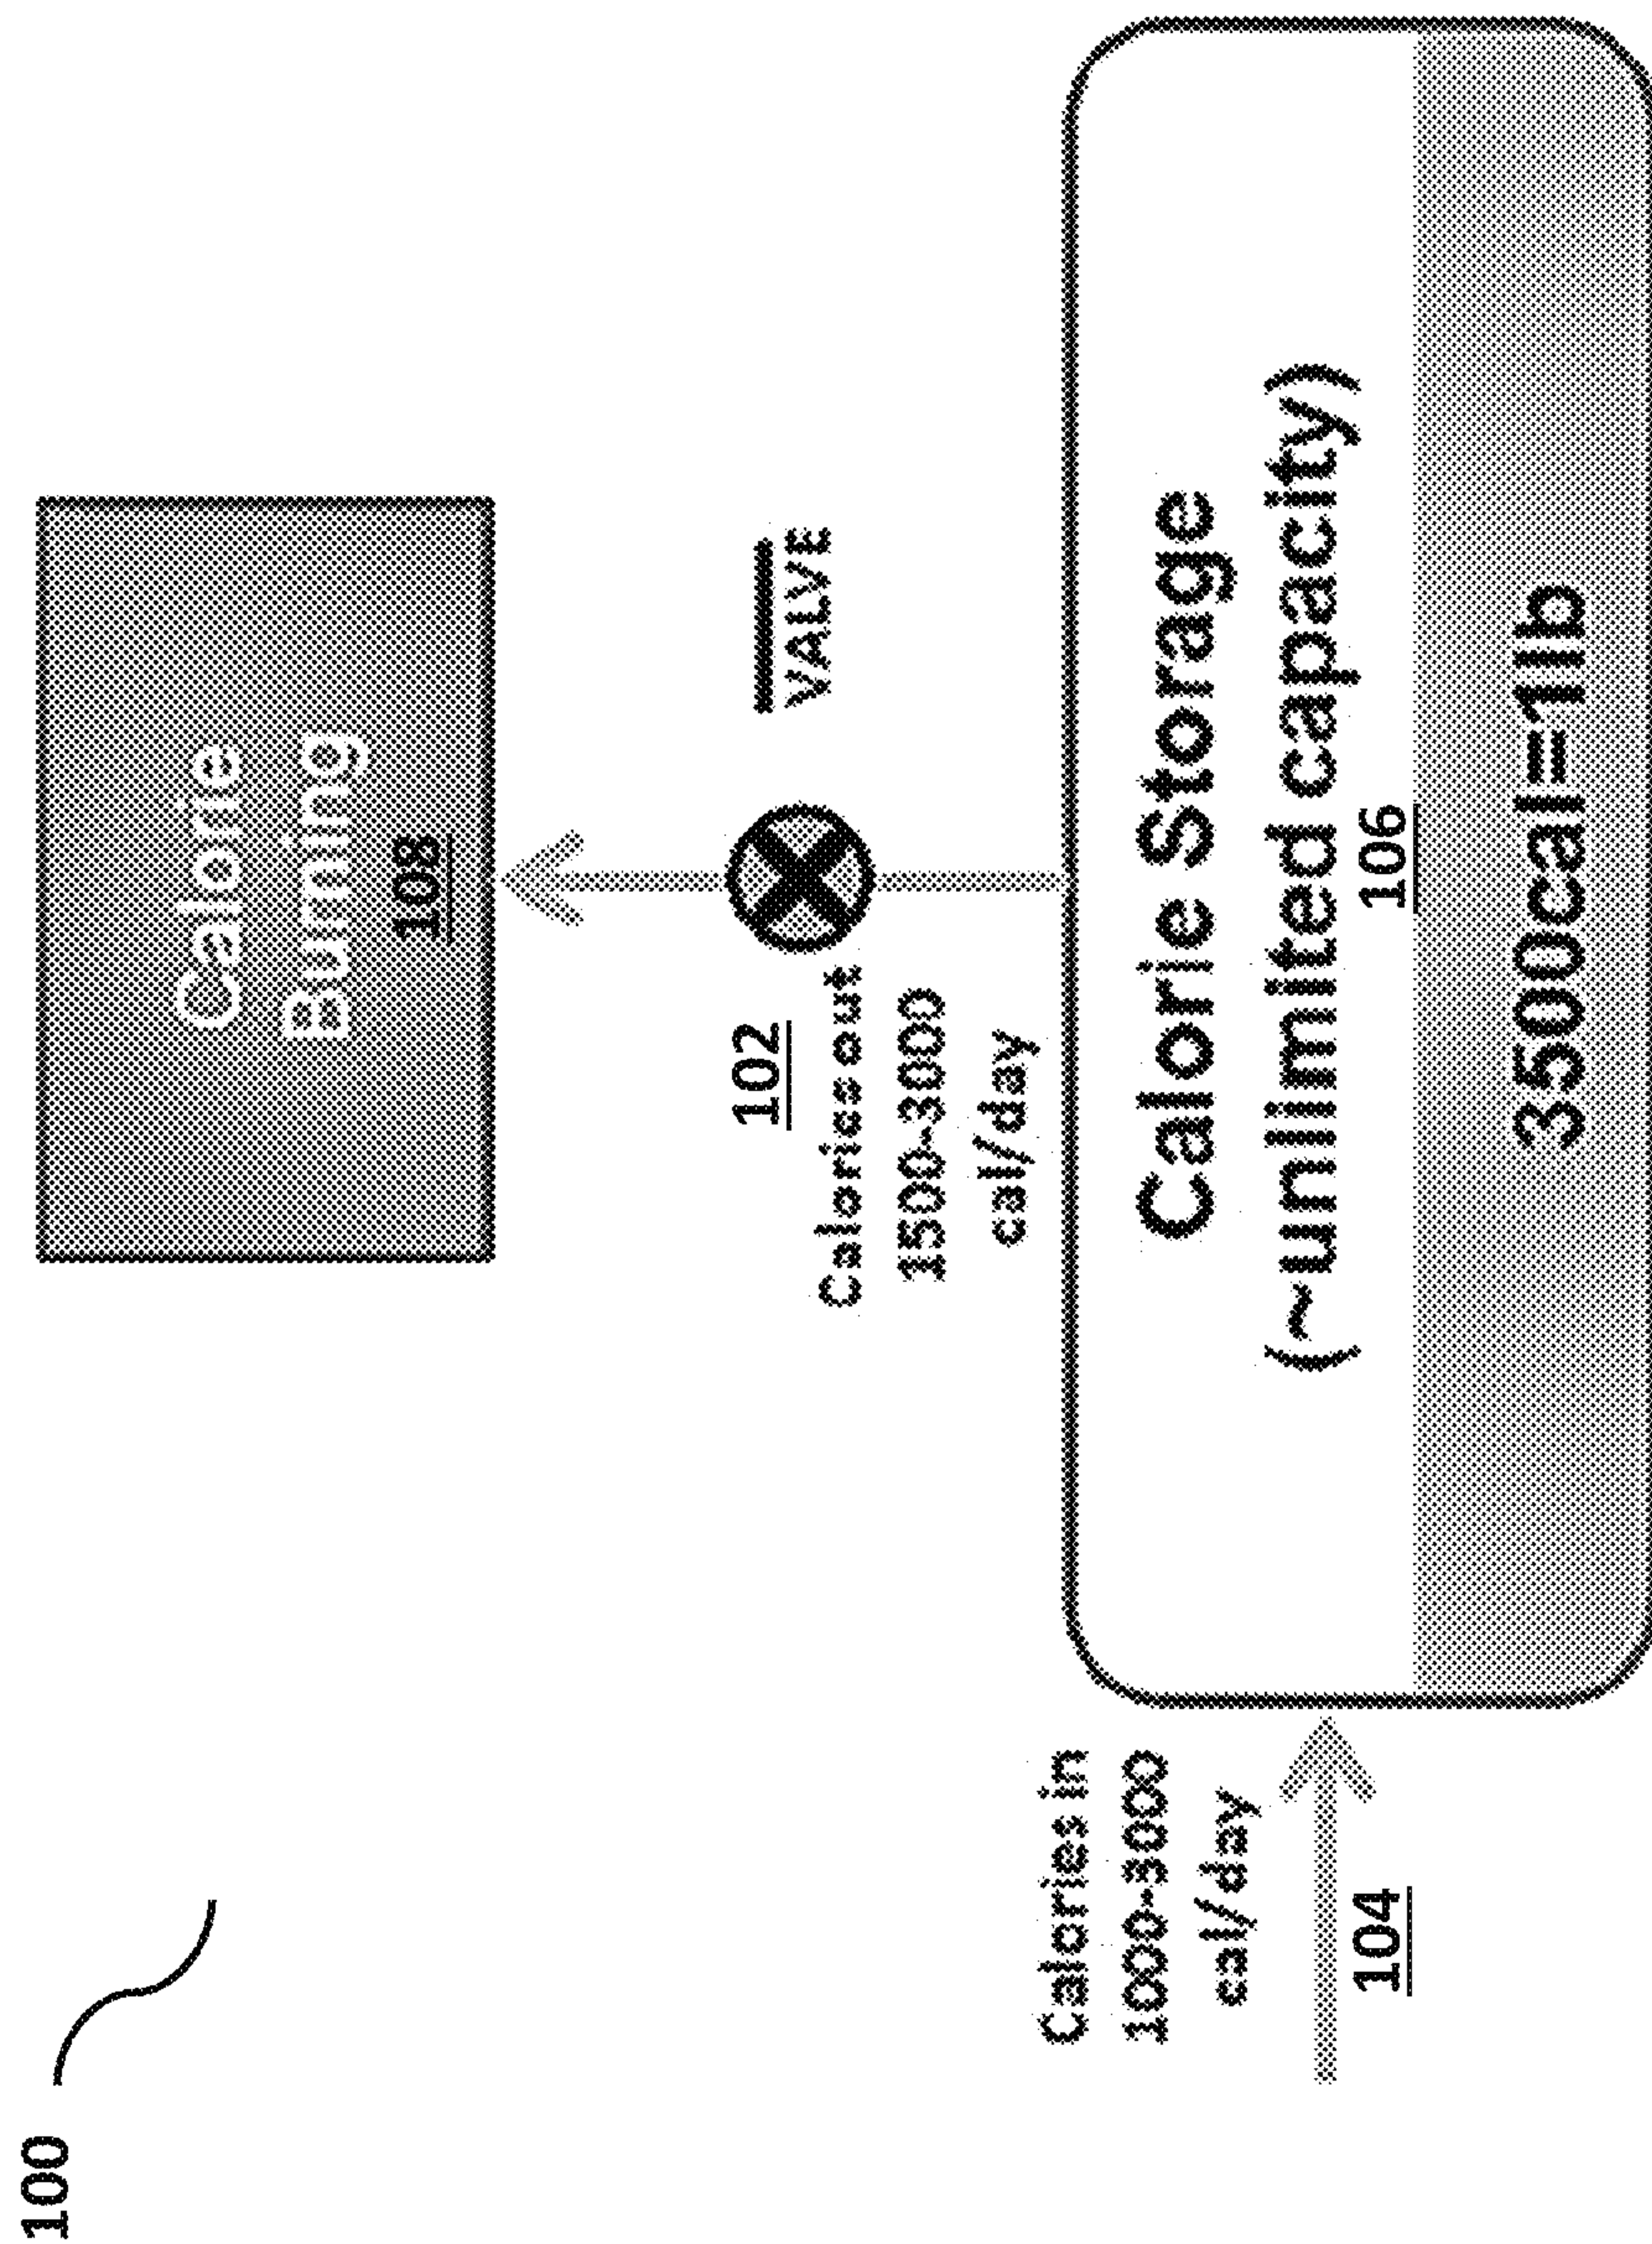 100
Calorie
Burning
108
102
VALVE
Calories out
1500-3000
cal/day
Calories in
1000-3000
cal/day
104
Calorie Storage
(~unlimited capacity)
106
3500cal=1lb